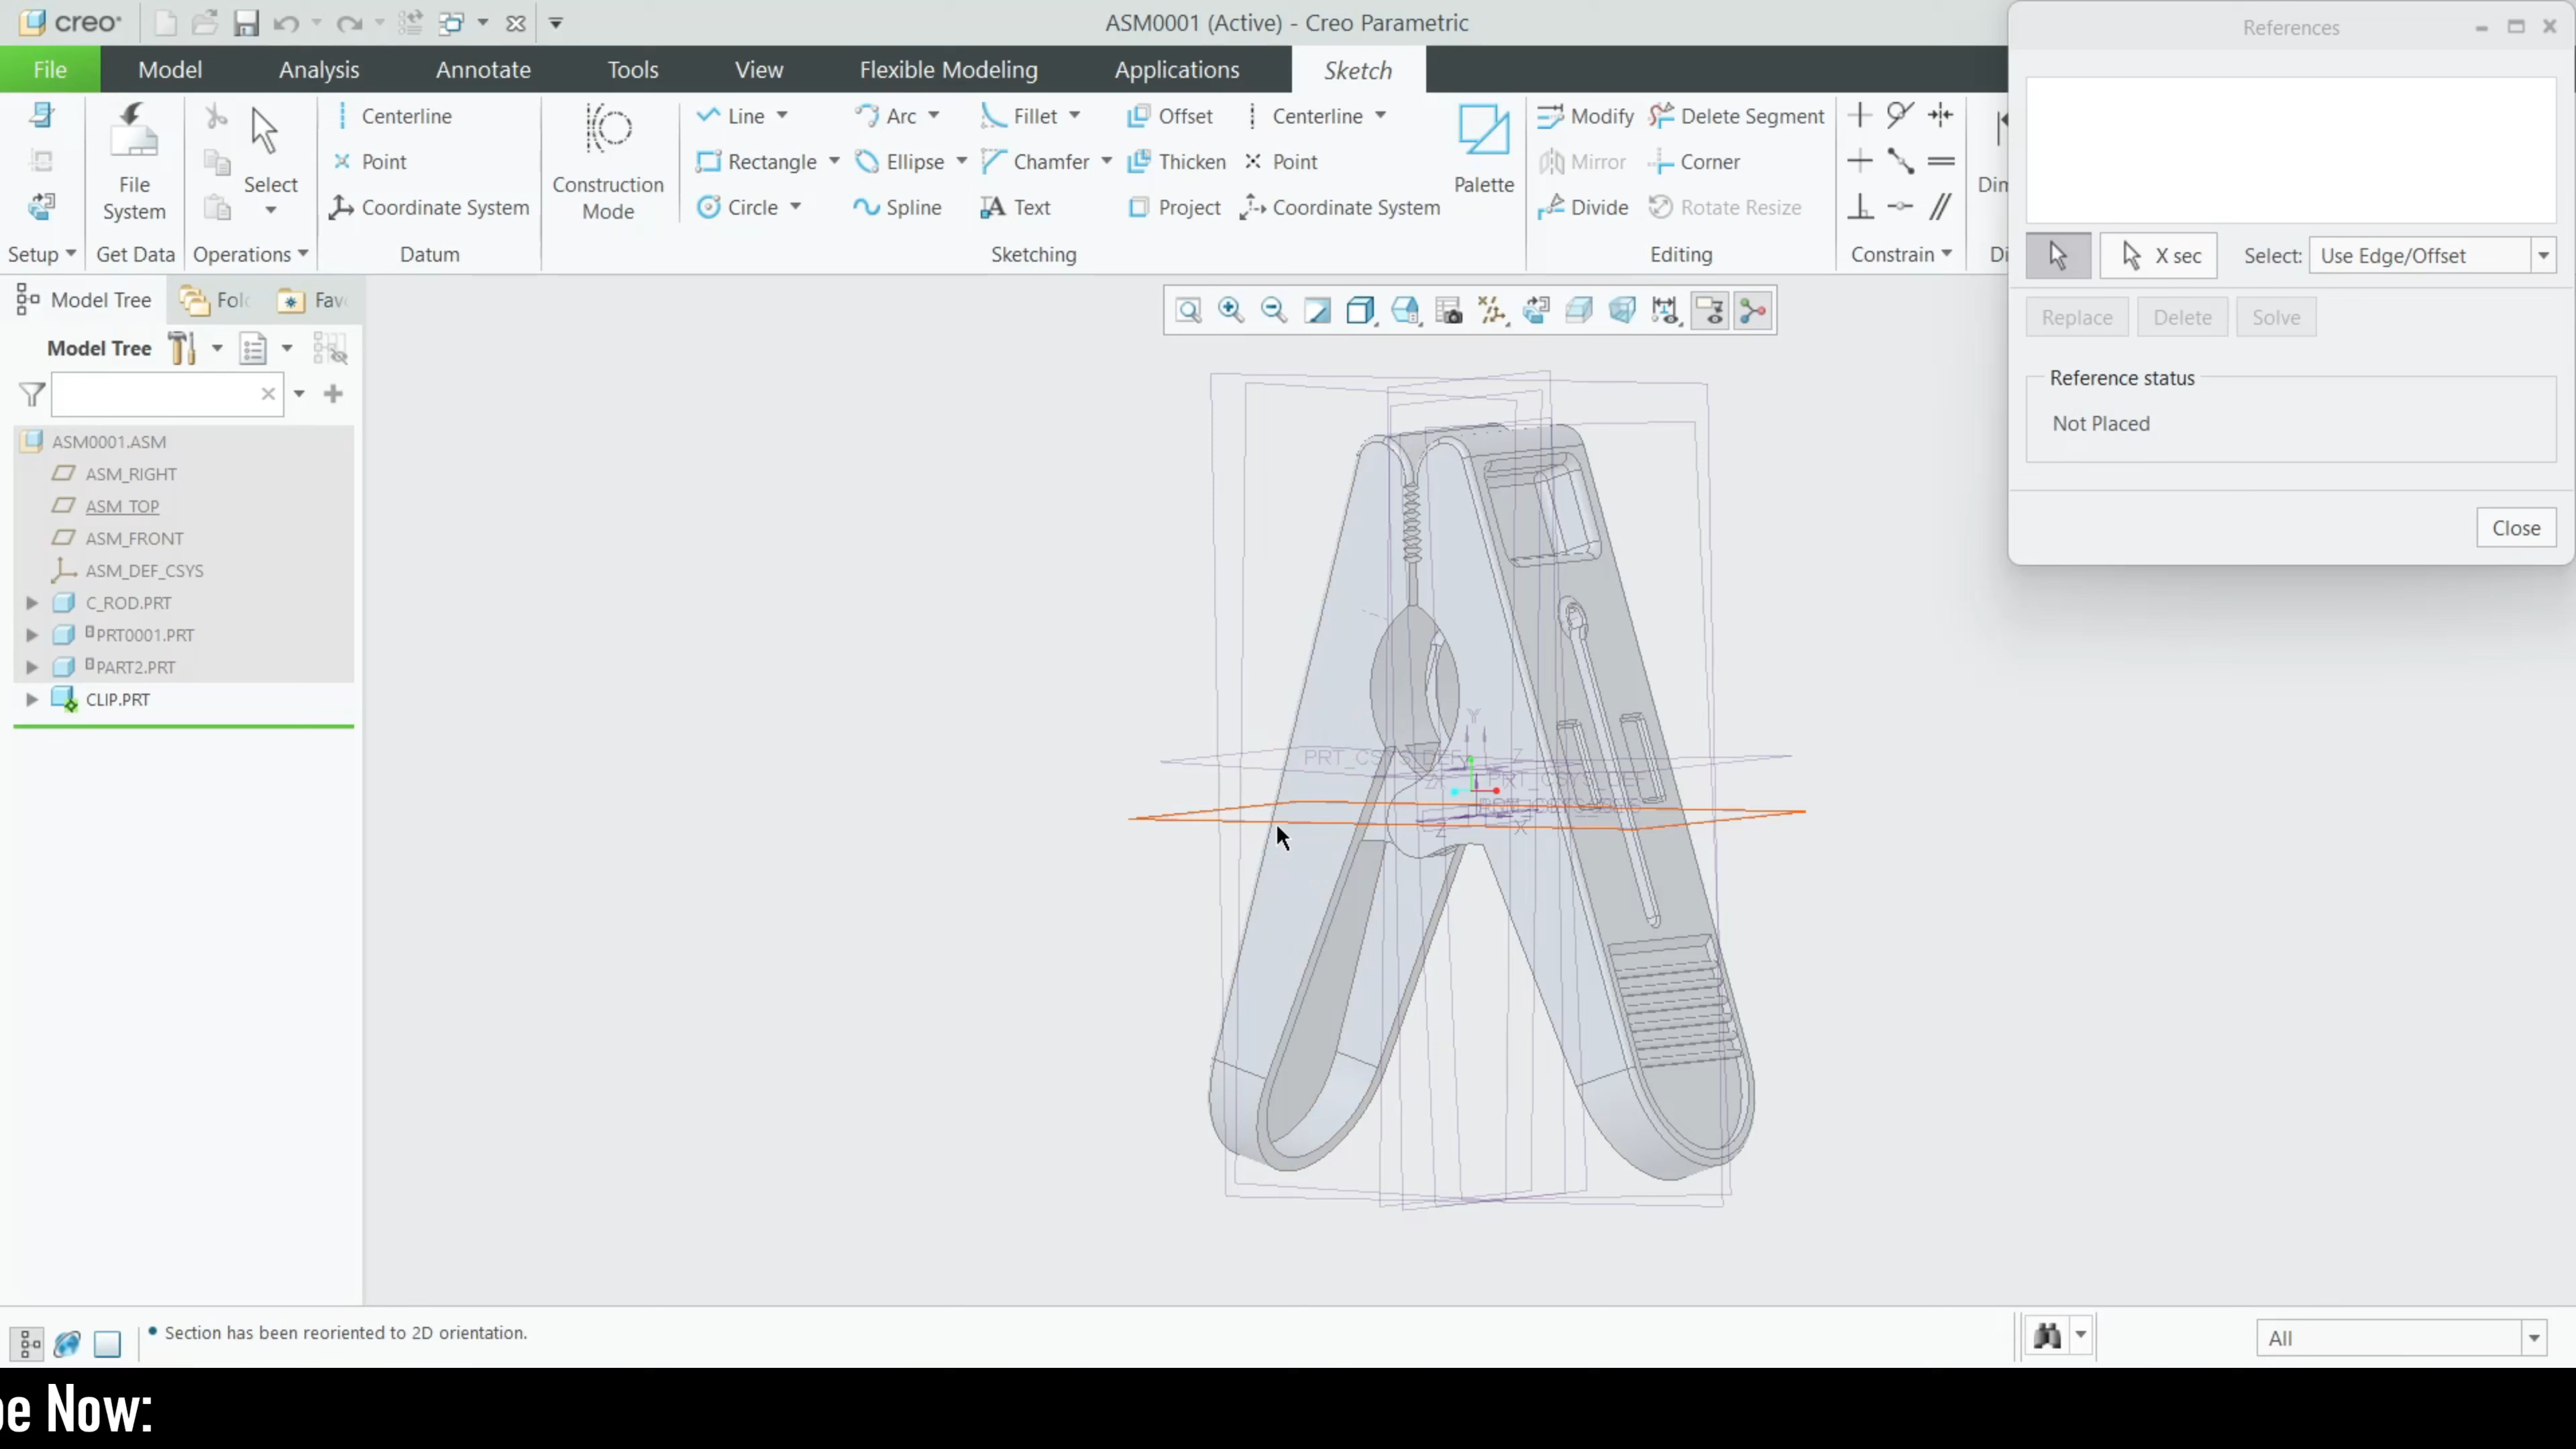 creo
ASM0001 (Active) - Creo Parametric
References
File
Model
Analysis
Annotate
Tools
View
Flexible Modeling
Applications
Sketch
Centerline
Point
Coordinate System
File
System
Select
Construction
Mode
Line
Rectangle
Circle
Arc
Ellipse
Spline
Fillet
Chamfer
Text
Offset
Thicken
Project
Centerline
Point
Coordinate System
Palette
Modify
Mirror
Divide
Delete Segment
Corner
Rotate Resize
Setup
Get Data
Operations
Datum
Sketching
Editing
Constrain
X sec
Select:
Use Edge/Offset
Replace
Delete
Solve
Reference status
Not Placed
Close
Model Tree
Model Tree
ASM0001.ASM
ASM_RIGHT
ASM_TOP
ASM_FRONT
ASM_DEF_CSYS
C_ROD.PRT
PRT0001.PRT
PART2.PRT
CLIP.PRT
Y
Z
X
Section has been reoriented to 2D orientation.
All
Now: